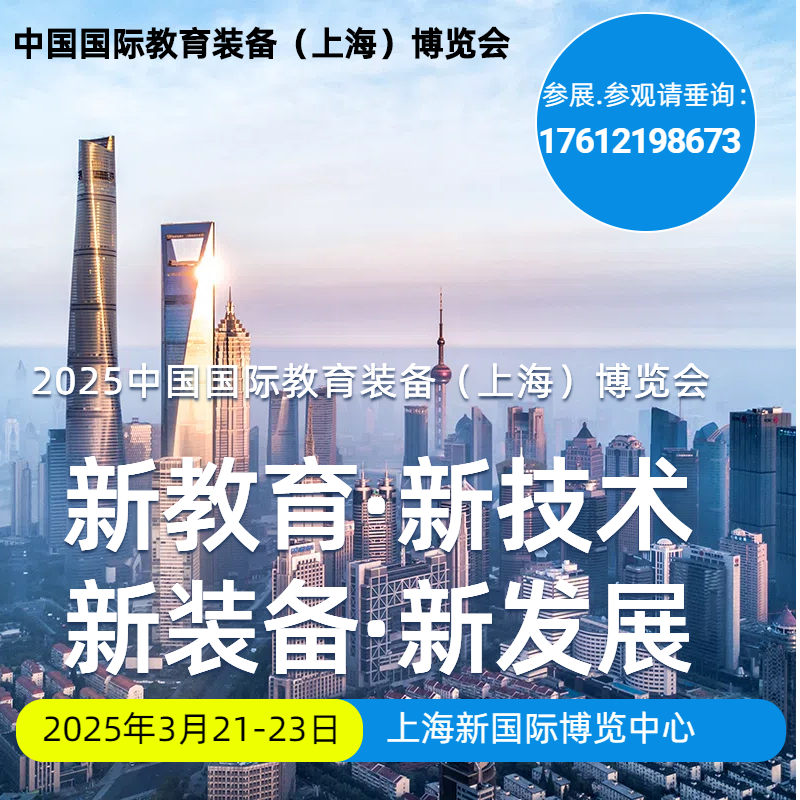 中国国际教育装备（上海）博览会
参展.参观请垂询：
17612198673
2025中国国际教育装备（上海）博览会
新教育·新技术
新装备·新发展
2025年3月21-23日
上海新国际博览中心